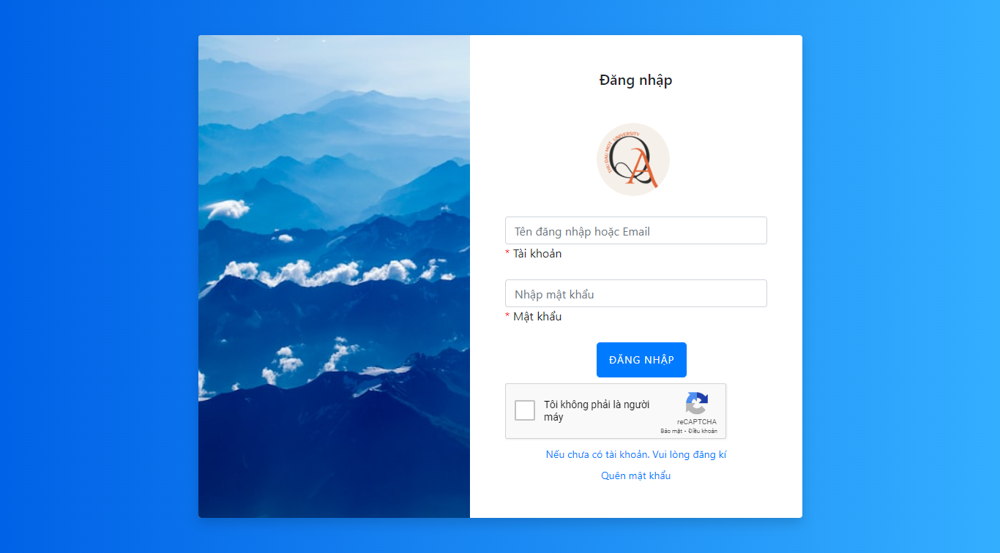 Đăng nhập
THU DAU MOT UNIVERSITY
QA
Tên đăng nhập hoặc Email
* Tài khoản
Nhập mật khẩu
* Mật khẩu
ĐĂNG NHẬP
Tôi không phải là người
máy
reCAPTCHA
Bảo mật - Điều khoản
Nếu chưa có tài khoản. Vui lòng đăng kí
Quên mật khẩu